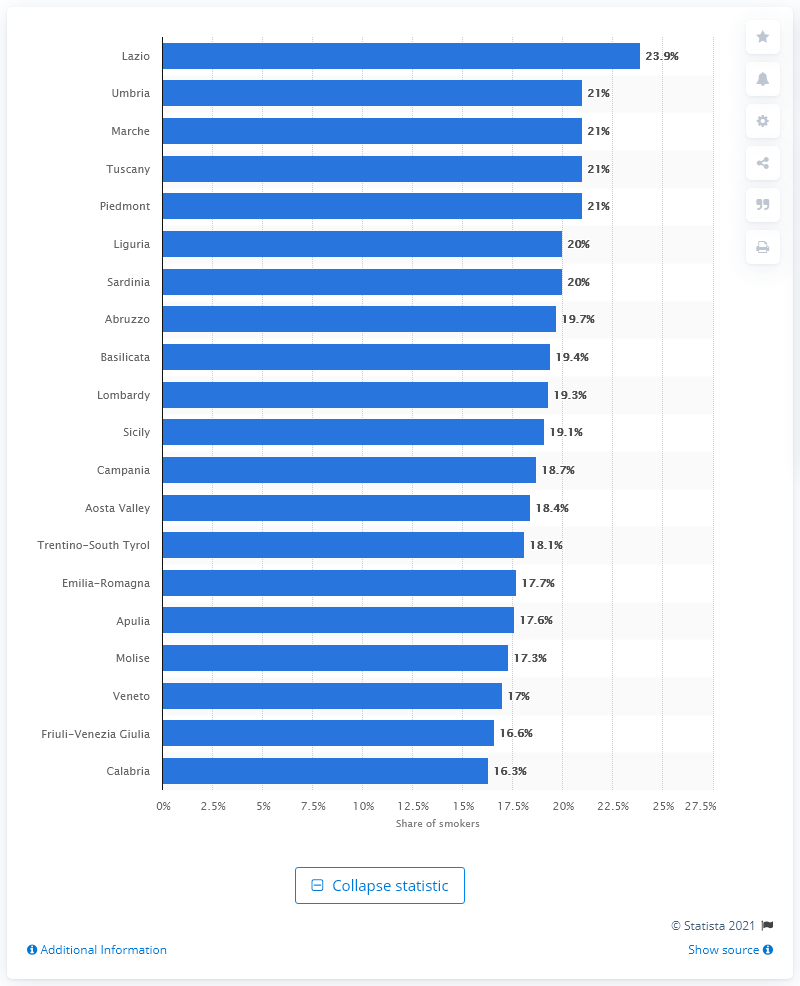 Lazio 23.9%
Umbria 21%
Marche 21%
Tuscany 21%
Piedmont 21%
Liguria 20%
Sardinia 20%
Abruzzo 19.7%
Basilicata 19.4%
Lombardy 19.3%
Sicily 19.1%
Campania 18.7%
Aosta Valley 18.4%
Trentino-South Tyrol 18.1%
Emilia-Romagna 17.7%
Apulia 17.6%
Molise 17.3%
Veneto 17%
Friuli-Venezia Giulia 16.6%
Calabria 16.3%
0% 2.5% 5% 7.5% 10% 12.5% 15% 17.5% 20% 22.5% 25% 27.5%
Share of smokers
Collapse statistic
© Statista 2021
Additional Information Show source